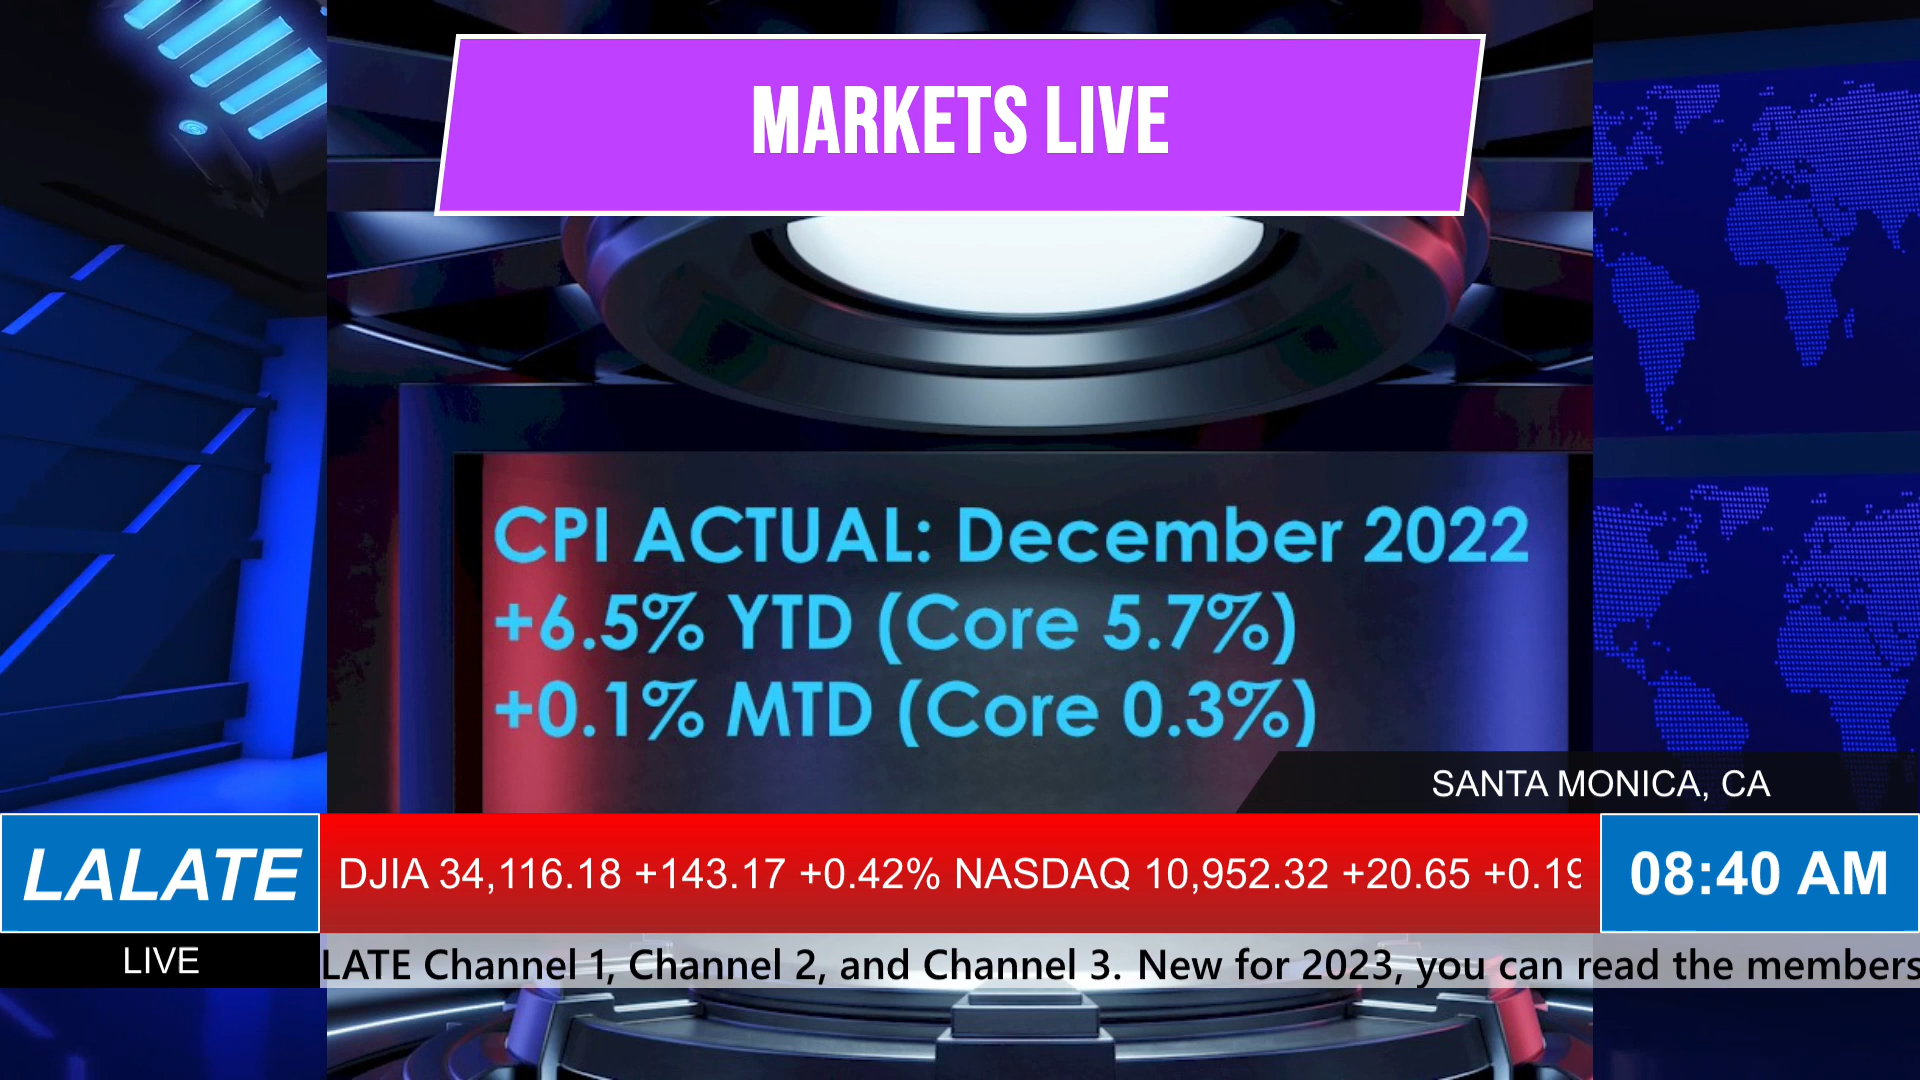 MARKETS LIVE
CPI ACTUAL: December 2022
+6.5% YTD (Core 5.7%)
+0.1% MTD (Core 0.3%)
SANTA MONICA, CA
LALATE
DJIA 34,116.18 +143.17 +0.42% NASDAQ 10,952.32 +20.65 +0.19
08:40 AM
LIVE
LATE Channel 1, Channel 2, and Channel 3. New for 2023, you can read the members